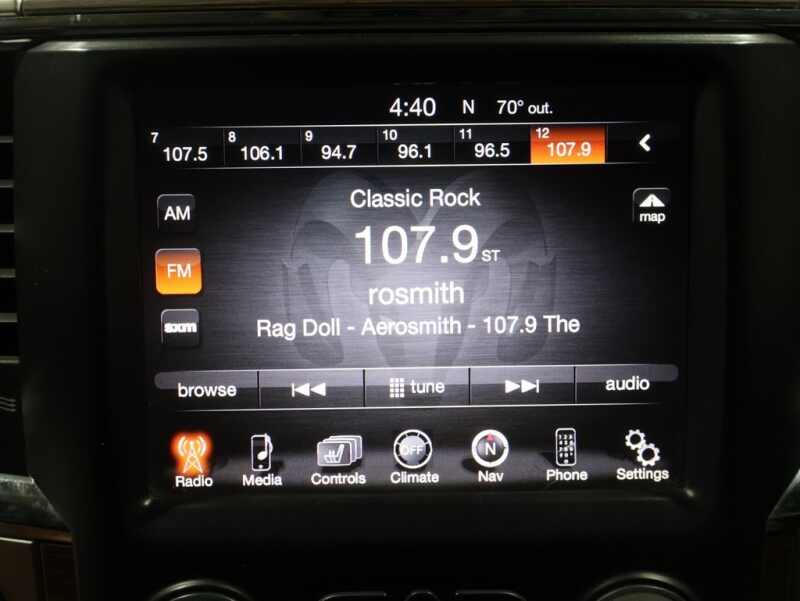 4:40 N 70° out.
7 107.5 8 106.1 9 94.7 10 96.1 11 96.5 12 107.9
Classic Rock
AM
map
107.9 ST
FM
rosmith
sxm
Rag Doll - Aerosmith - 107.9 The
browse tune audio
OFF N
Radio Media Controls Climate Nav Phone Settings